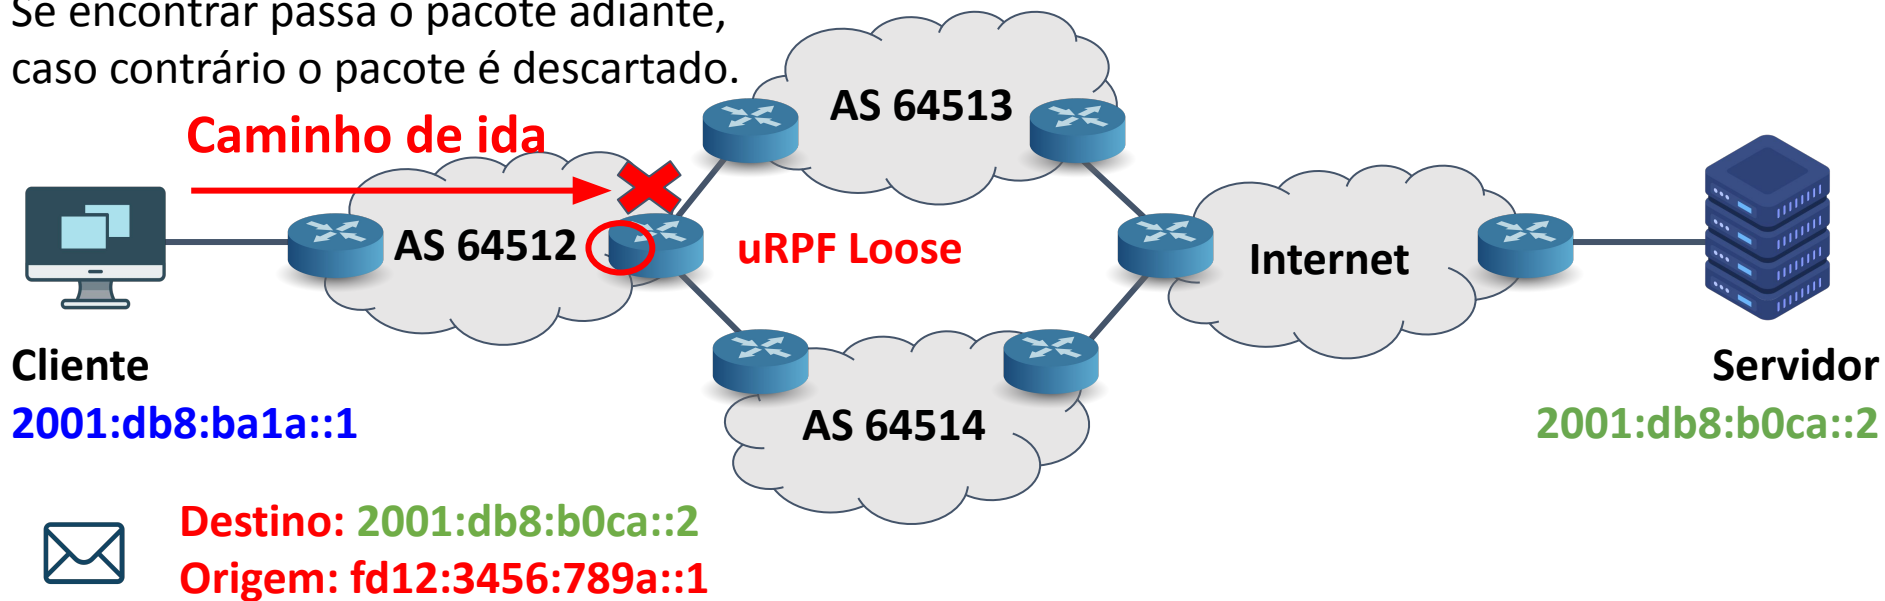 Se encontrar passa o pacote adiante,
caso contrário o pacote é descartado.
Caminho de ida
AS 64513
AS 64512
uRPF Loose
Internet
Cliente
2001:db8:ba1a::1
Servidor
2001:db8:b0ca::2
AS 64514
Destino: 2001:db8:b0ca::2
Origem: fd12:3456:789a::1